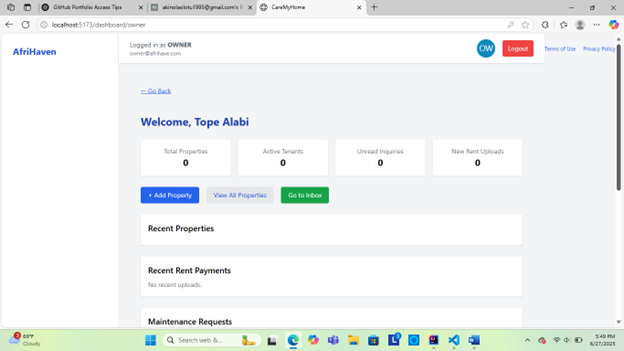 GitHub Portfolio Access Tips
akinolaolotu1995@gmail.com's
CareMyHome
localhost:5173/dashboard/owner
AfriHaven
Logged in as OWNER
owner@afrihave.com
OW
Logout
Terms of Use
Privacy Policy
← Go Back
Welcome, Tope Alabi
Total Properties
0
Active Tenants
0
Unread Inquiries
0
New Rent Uploads
0
+ Add Property
View All Properties
Go to Inbox
Recent Properties
Recent Rent Payments
No recent uploads.
Maintenance Requests
Cloudy
Search web &...
5:49 PM
6/27/2025